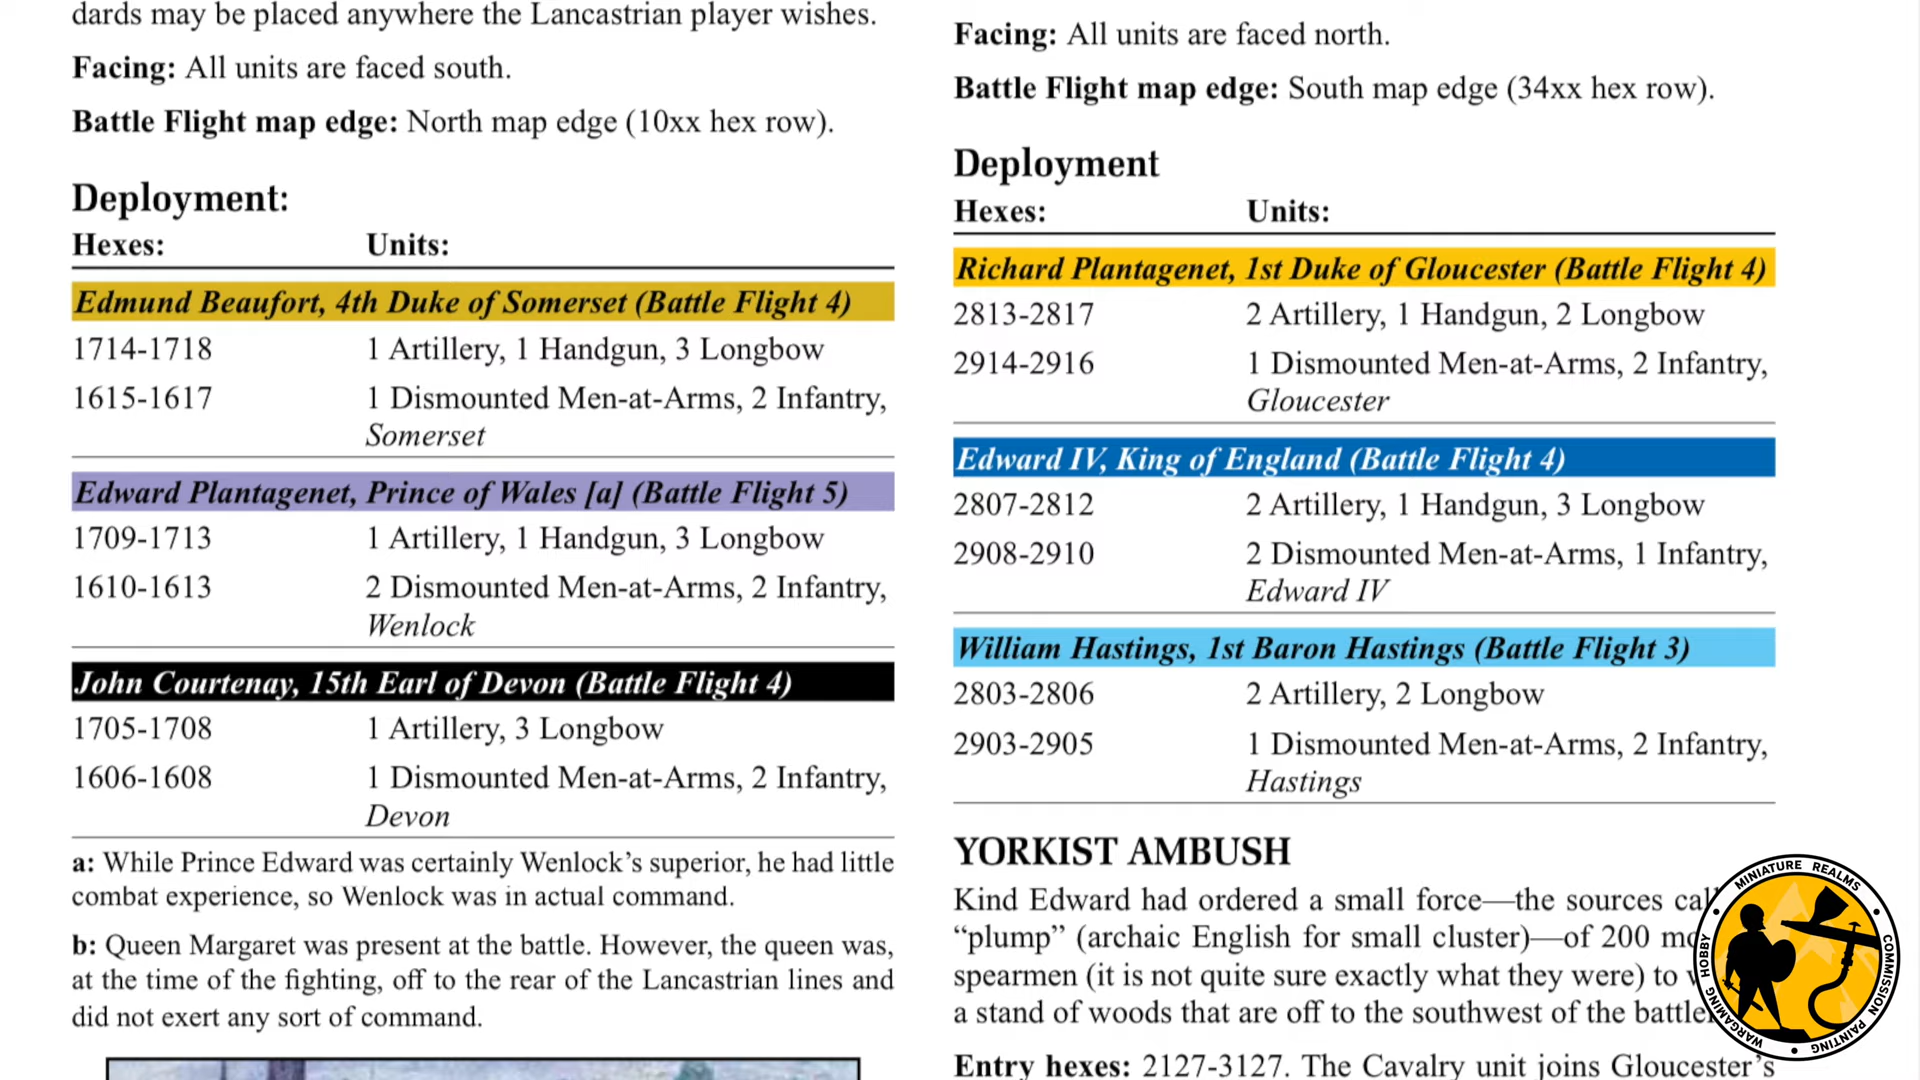 dards may be placed anywhere the Lancastrian player wishes.
Facing: All units are faced south.
Battle Flight map edge: North map edge (10xx hex row).
Deployment:
Hexes: Units:
Edmund Beaufort, 4th Duke of Somerset (Battle Flight 4)
1714-1718 1 Artillery, 1 Handgun, 3 Longbow
1615-1617 1 Dismounted Men-at-Arms, 2 Infantry,
Somerset
Edward Plantagenet, Prince of Wales [a] (Battle Flight 5)
1709-1713 1 Artillery, 1 Handgun, 3 Longbow
1610-1613 2 Dismounted Men-at-Arms, 2 Infantry,
Wenlock
John Courtenay, 15th Earl of Devon (Battle Flight 4)
1705-1708 1 Artillery, 3 Longbow
1606-1608 1 Dismounted Men-at-Arms, 2 Infantry,
Devon
a: While Prince Edward was certainly Wenlock's superior, he had little
combat experience, so Wenlock was in actual command.
b: Queen Margaret was present at the battle. However, the queen was,
at the time of the fighting, off to the rear of the Lancastrian lines and
did not exert any sort of command.
Facing: All units are faced north.
Battle Flight map edge: South map edge (34xx hex row).
Deployment
Hexes: Units:
Richard Plantagenet, 1st Duke of Gloucester (Battle Flight 4)
2813-2817 2 Artillery, 1 Handgun, 2 Longbow
2914-2916 1 Dismounted Men-at-Arms, 2 Infantry,
Gloucester
Edward IV, King of England (Battle Flight 4)
2807-2812 2 Artillery, 1 Handgun, 3 Longbow
2908-2910 2 Dismounted Men-at-Arms, 1 Infantry,
Edward IV
William Hastings, 1st Baron Hastings (Battle Flight 3)
2803-2806 2 Artillery, 2 Longbow
2903-2905 1 Dismounted Men-at-Arms, 2 Infantry,
Hastings
YORKIST AMBUSH
Kind Edward had ordered a small force—the sources
"plump" (archaic English for small cluster)—of 200
spearmen (it is not quite sure exactly what they were) to
a stand of woods that are off to the southwest of the
Entry hexes: 2127-3127. The Cavalry unit joins Gloucester's
MINIATURE REALMS
COMMISSION PAINTING
WARGAMING HOBBY